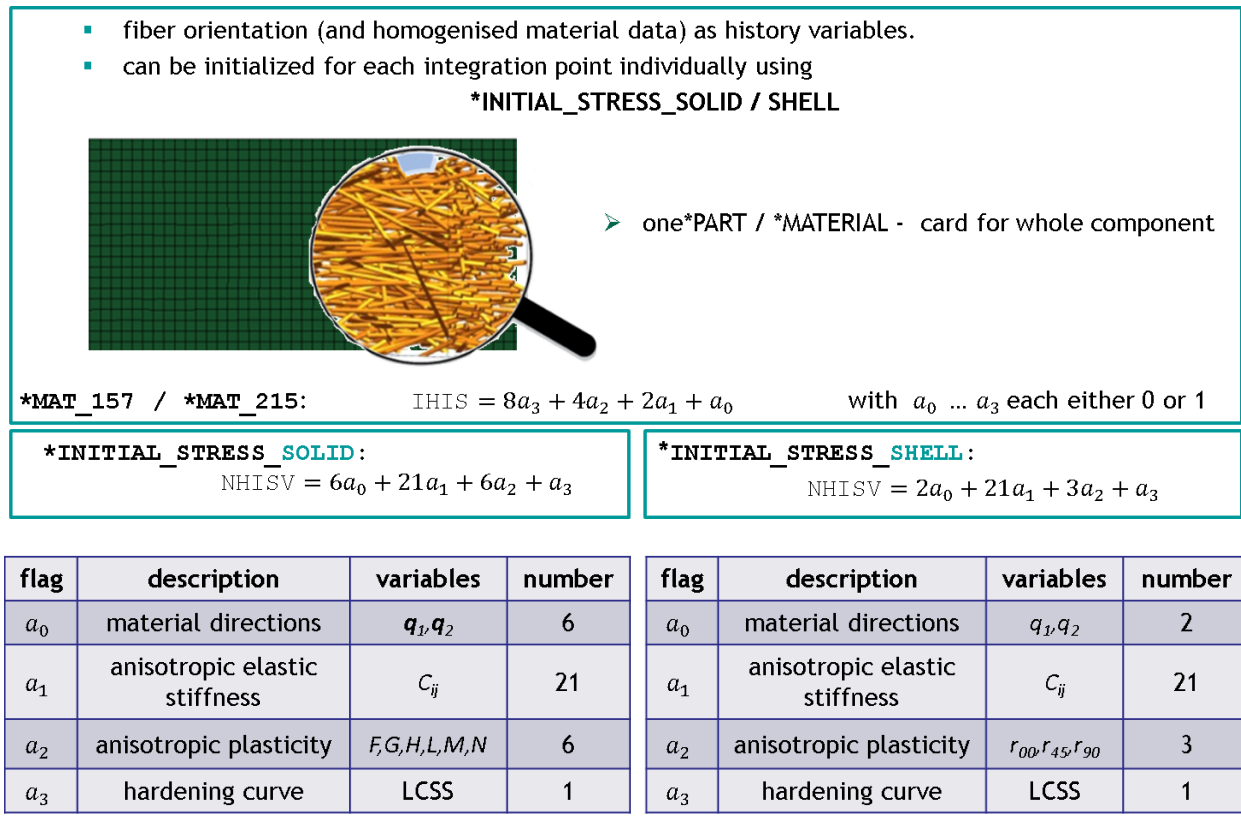 ▪ fiber orientation (and homogenised material data) as history variables.
▪ can be initialized for each integration point individually using
*INITIAL_STRESS_SOLID / SHELL
➢ one*PART / *MATERIAL - card for whole component
*MAT_157 / *MAT_215: IHIS = 8a₃ + 4a₂ + 2a₁ + a₀ with a₀ … a₃ each either 0 or 1
*INITIAL_STRESS_SOLID:
NHISV = 6a₀ + 21a₁ + 6a₂ + a₃
*INITIAL_STRESS_SHELL:
NHISV = 2a₀ + 21a₁ + 3a₂ + a₃
flag description variables number
a₀ material directions q₁,q₂ 6
a₁ anisotropic elastic stiffness Cᵢⱼ 21
a₂ anisotropic plasticity F,G,H,L,M,N 6
a₃ hardening curve LCSS 1
flag description variables number
a₀ material directions q₁,q₂ 2
a₁ anisotropic elastic stiffness Cᵢⱼ 21
a₂ anisotropic plasticity r₀₀,r₄₅,r₉₀ 3
a₃ hardening curve LCSS 1